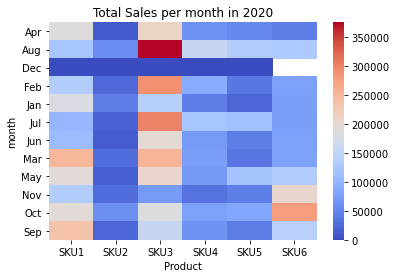 Total Sales per month in 2020
month
Apr
Aug
Dec
Feb
Jan
Jul
Jun
Mar
May
Nov
Oct
Sep
SKU1 SKU2 SKU3 SKU4 SKU5 SKU6
Product
350000
300000
250000
200000
150000
100000
50000
0